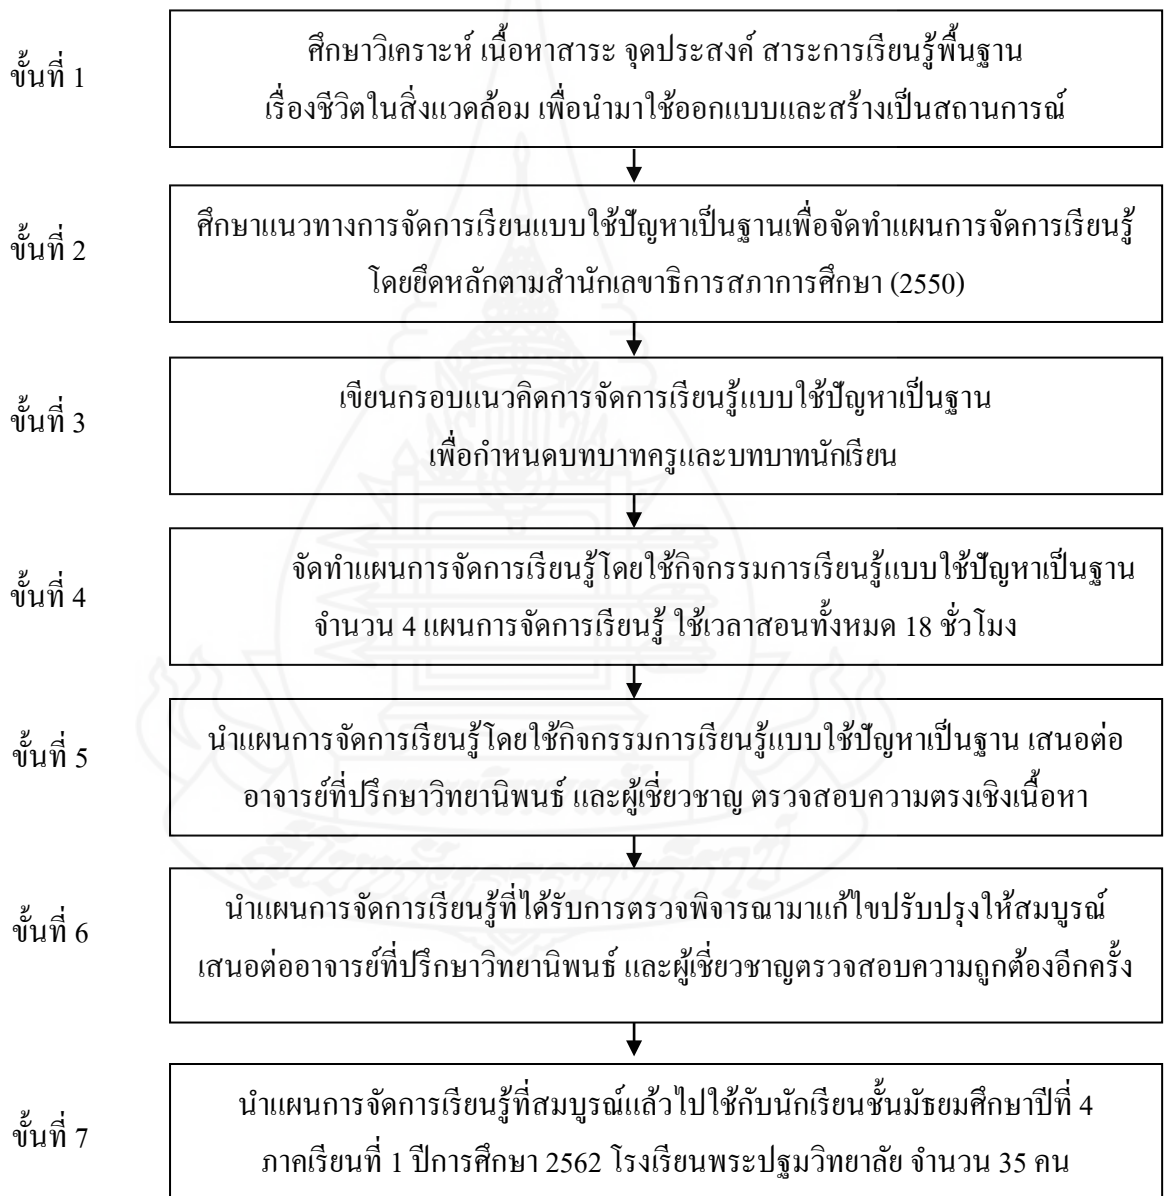 ขั้นที่ 1
ศึกษาวิเคราะห์ เนื้อหาสาระ จุดประสงค์ สาระการเรียนรู้พื้นฐาน
เรื่องชีวิตในสิ่งแวดล้อม เพื่อนำมาใช้ออกแบบและสร้างเป็นสถานการณ์
ขั้นที่ 2
ศึกษาแนวทางการจัดการเรียนแบบใช้ปัญหาเป็นฐานเพื่อจัดทำแผนการจัดการเรียนรู้
โดยยึดหลักตามสำนักเลขาธิการสภาการศึกษา (2550)
ขั้นที่ 3
เขียนกรอบแนวคิดการจัดการเรียนรู้แบบใช้ปัญหาเป็นฐาน
เพื่อกำหนดบทบาทครูและบทบาทนักเรียน
ขั้นที่ 4
จัดทำแผนการจัดการเรียนรู้โดยใช้กิจกรรมการเรียนรู้แบบใช้ปัญหาเป็นฐาน
จำนวน 4 แผนการจัดการเรียนรู้ ใช้เวลาสอนทั้งหมด 18 ชั่วโมง
ขั้นที่ 5
นำแผนการจัดการเรียนรู้โดยใช้กิจกรรมการเรียนรู้แบบใช้ปัญหาเป็นฐาน เสนอต่อ
อาจารย์ที่ปรึกษาวิทยานิพนธ์ และผู้เชี่ยวชาญ ตรวจสอบความตรงเชิงเนื้อหา
มหาวิทยาลัยสุโขทัยธรรมาธิราช
ขั้นที่ 6
นำแผนการจัดการเรียนรู้ที่ได้รับการตรวจพิจารณามาแก้ไขปรับปรุงให้สมบูรณ์
เสนอต่ออาจารย์ที่ปรึกษาวิทยานิพนธ์ และผู้เชี่ยวชาญตรวจสอบความถูกต้องอีกครั้ง
ขั้นที่ 7
นำแผนการจัดการเรียนรู้ที่สมบูรณ์แล้วไปใช้กับนักเรียนชั้นมัธยมศึกษาปีที่ 4
ภาคเรียนที่ 1 ปีการศึกษา 2562 โรงเรียนพระปฐมวิทยาลัย จำนวน 35 คน